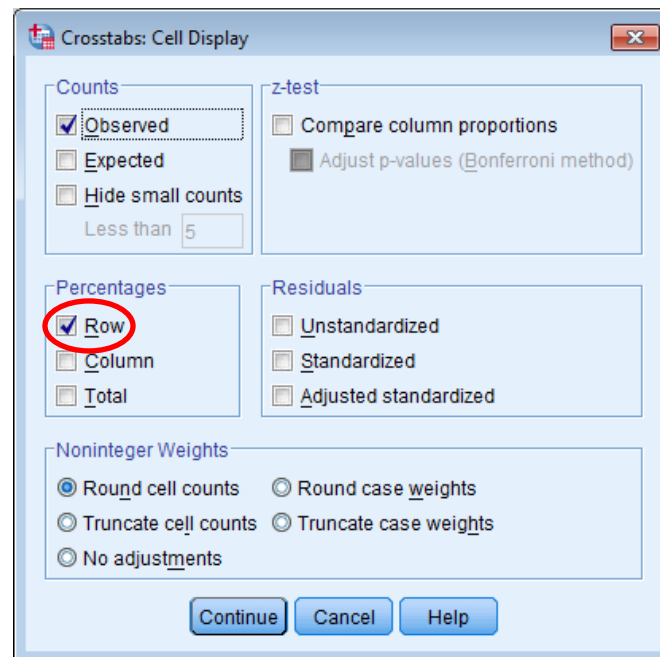 Crosstabs: Cell Display
Counts
Observed
Expected
Hide small counts
Less than 5
z-test
Compare column proportions
Adjust p-values (Bonferroni method)
Percentages
Row
Column
Total
Residuals
Unstandardized
Standardized
Adjusted standardized
Noninteger Weights
Round cell counts Round case weights
Truncate cell counts Truncate case weights
No adjustments
Continue Cancel Help